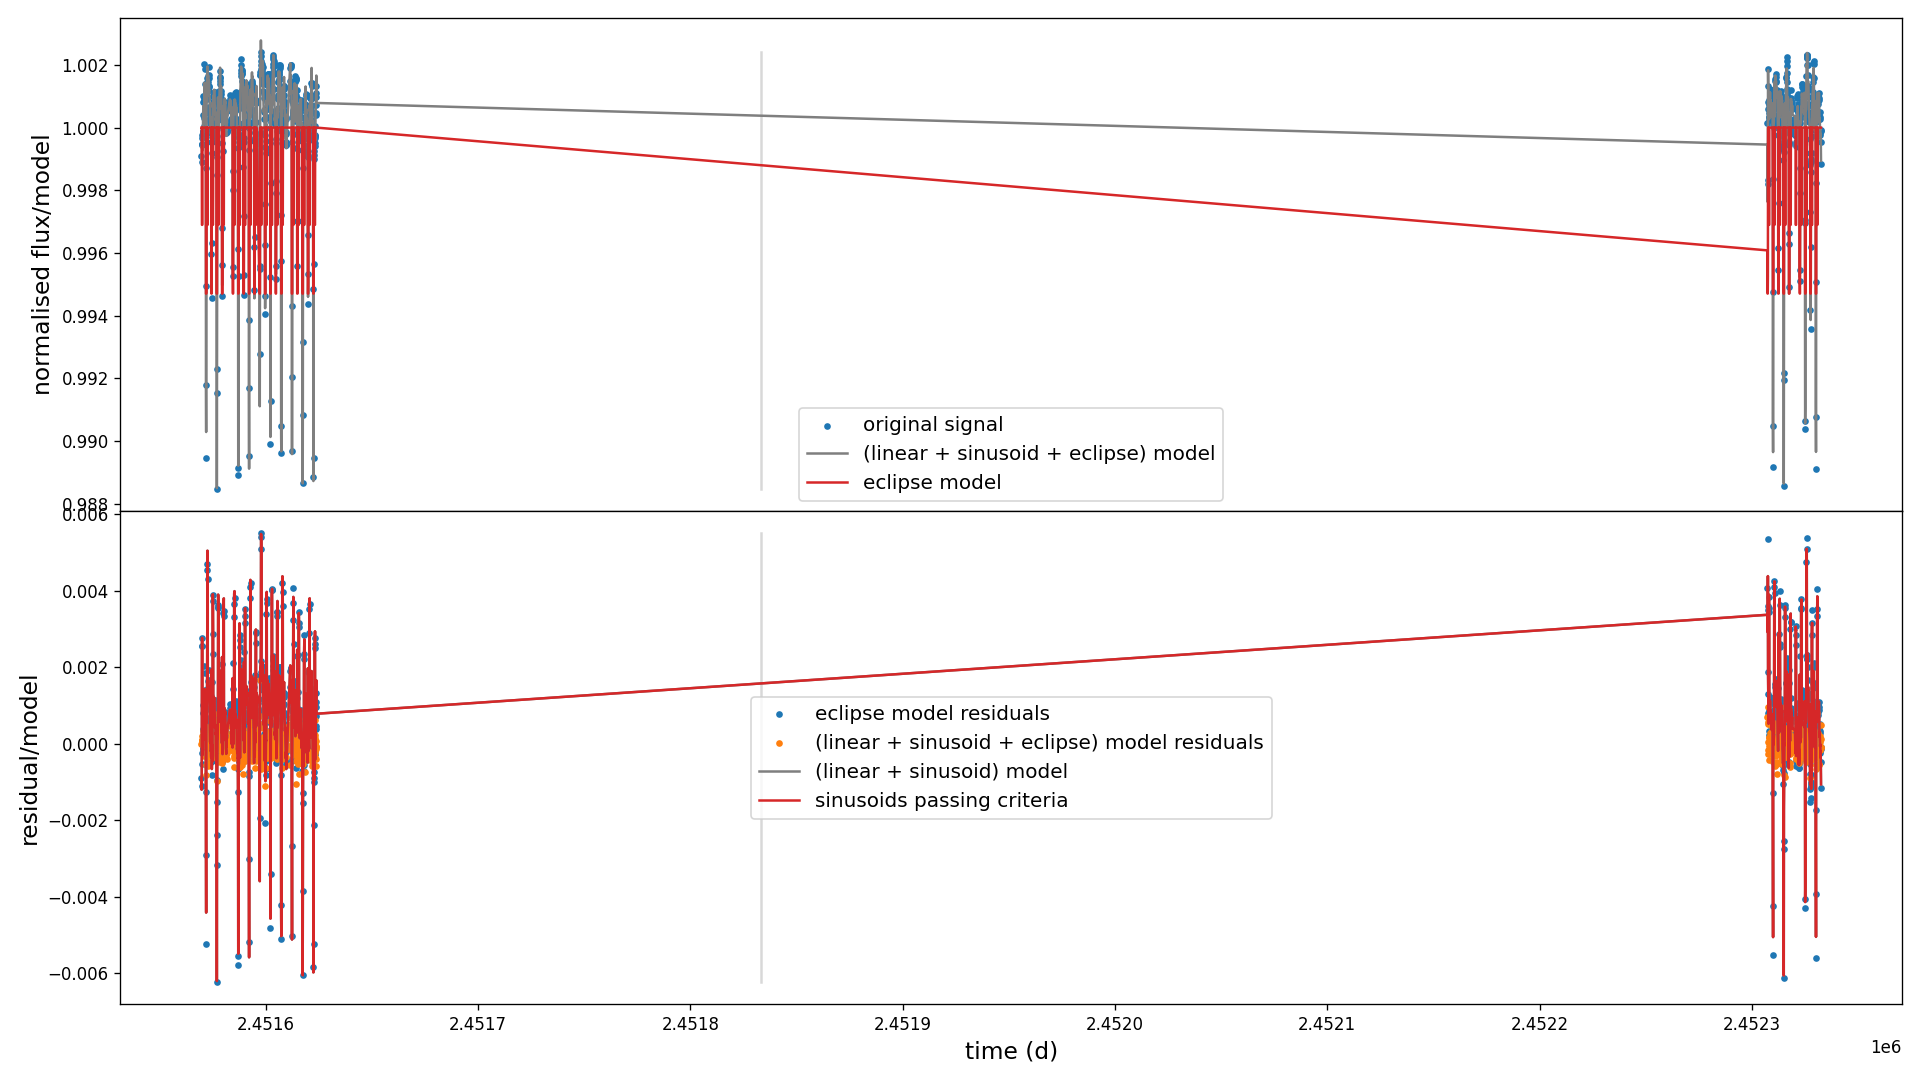 normalised flux/model
1.002
1.000
0.998
0.996
0.994
0.992
0.990
0.988
original signal
(linear + sinusoid + eclipse) model
eclipse model
residual/model
0.006
0.004
0.002
0.000
−0.002
−0.004
−0.006
eclipse model residuals
(linear + sinusoid + eclipse) model residuals
(linear + sinusoid) model
sinusoids passing criteria
2.4516 2.4517 2.4518 2.4519 2.4520 2.4521 2.4522 2.4523
1e6
time (d)